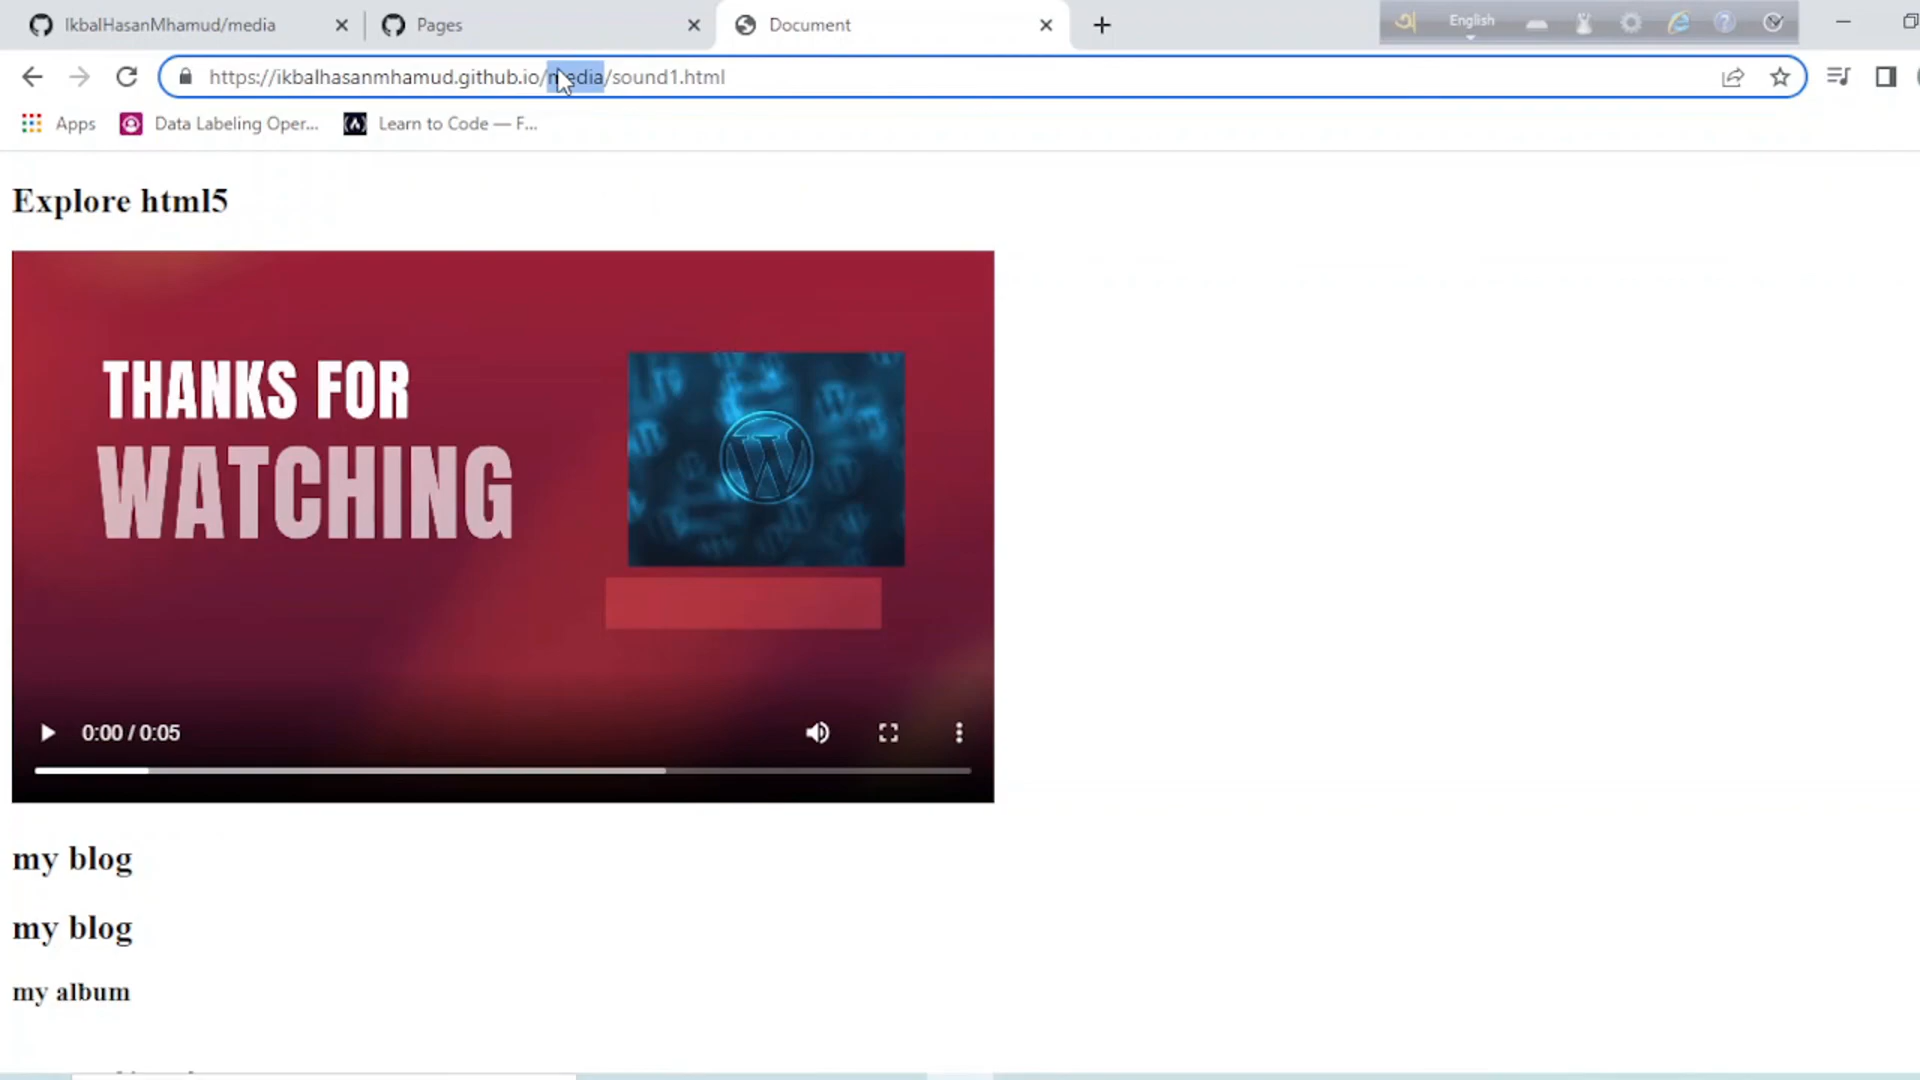 IkbalHasanMhamud/media
Pages
Document
English
https://ikbalhasanmhamud.github.io/media/sound1.html
Apps
Data Labeling Oper...
Learn to Code — F...
Explore html5
THANKS FOR
WATCHING
0:00 / 0:05
my blog
my blog
my album